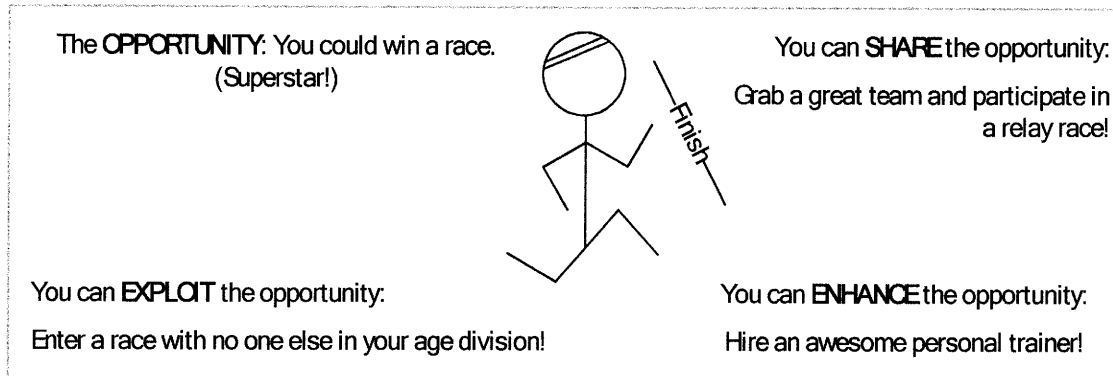 The OPPORTUNITY: You could win a race.
(Superstar!)
You can SHARE the opportunity:
Grab a great team and participate in
a relay race!
Finish
You can EXPLOIT the opportunity:
Enter a race with no one else in your age division!
You can ENHANCE the opportunity:
Hire an awesome personal trainer!